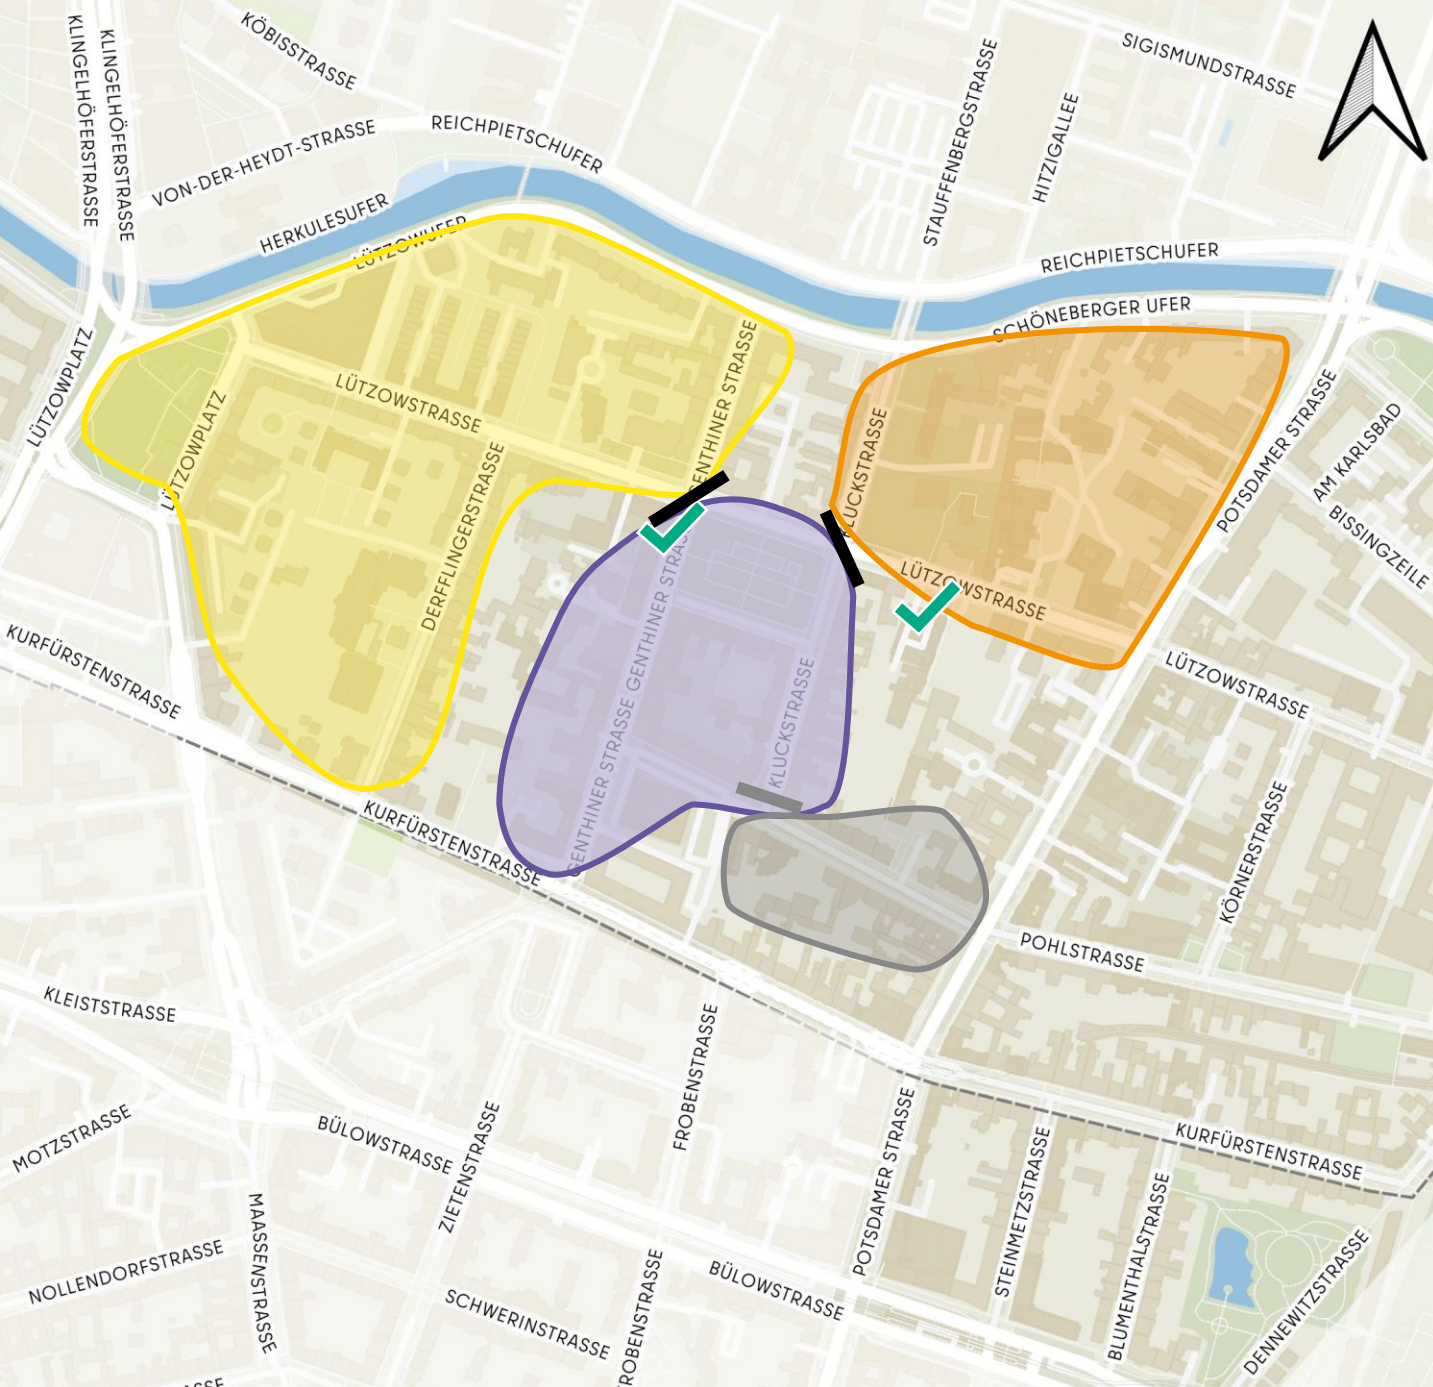 KÖBISSTRASSE
KLINGELHÖFERSTRASSE
KLINGELHÖFERSTRASSE
SIGISMUNDSTRASSE
STAUFFENBERGSTRASSE
HITZIGALLEE
VON-DER-HEYDT-STRASSE
REICHPIETSCHUFER
HERKULESUFER
LÜTZOWUFER
REICHPIETSCHUFER
SCHÖNEBERGER UFER
LÜTZOWPLATZ
LÜTZOWSTRASSE
GENTHINER STRASSE
LÜTZOWPLATZ
KLUCKSTRASSE
POTSDAMER STRASSE
AM KARLSBAD
BISSINGZEILE
DERFFLINGERSTRASSE
LÜTZOWSTRASSE
KURFÜRSTENSTRASSE
GENTHINER STRASSE
GENTHINER STRASSE
KLUCKSTRASSE
LÜTZOWSTRASSE
KURFÜRSTENSTRASSE
KÖRNERSTRASSE
POHLSTRASSE
KLEISTSTRASSE
FROBENSTRASSE
MOTZSTRASSE
BÜLOWSTRASSE
ZIETENSTRASSE
POTSDAMER STRASSE
STEINMETZSTRASSE
KURFÜRSTENSTRASSE
BLUMENTHALSTRASSE
MAASSENSTRASSE
NOLLENDORFSTRASSE
SCHWERINSTRASSE
ROBENSTRASSE
BÜLOWSTRASSE
DENNEWITZSTRASSE
SSE